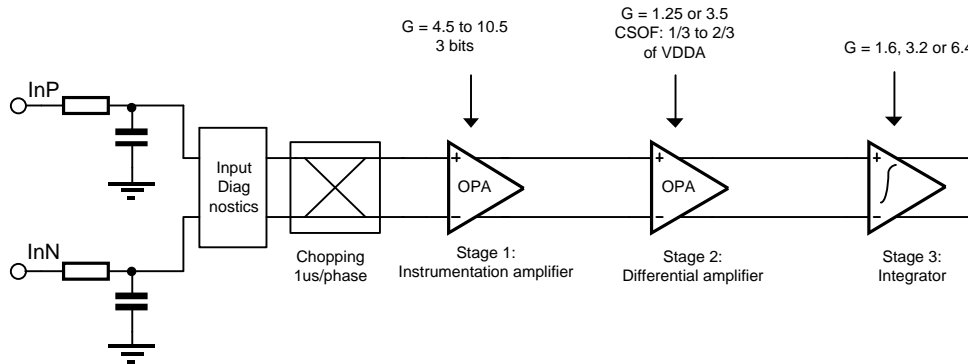 G = 4.5 to 10.5
3 bits
G = 1.25 or 3.5
CSOF: 1/3 to 2/3
of VDDA
G = 1.6, 3.2 or 6.4
InP
InN
Input
Diag
nostics
Chopping
1us/phase
+
OPA
−
Stage 1:
Instrumentation amplifier
+
OPA
−
Stage 2:
Differential amplifier
+
−
Stage 3:
Integrator